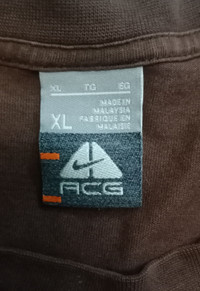 XL TG EG
XL
MADE IN
MALAYSIA
FABRIQUE EN
MALAISIE
ACG